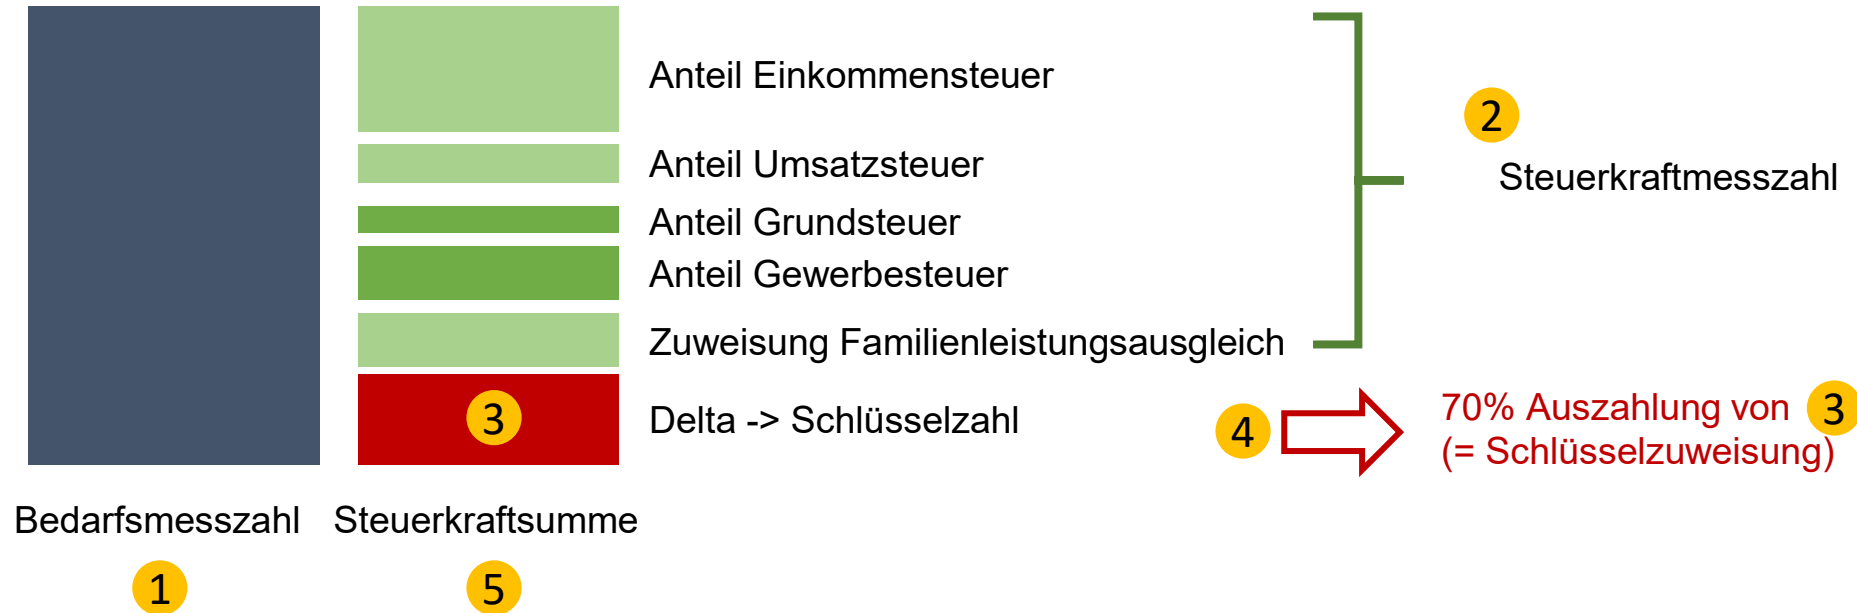 Anteil Einkommensteuer
2
Anteil Umsatzsteuer
Steuerkraftmesszahl
Anteil Grundsteuer
Anteil Gewerbesteuer
Zuweisung Familienleistungsausgleich
3
Delta -> Schlüsselzahl
4
70% Auszahlung von 3
(= Schlüsselzuweisung)
Bedarfsmesszahl
Steuerkraftsumme
1
5